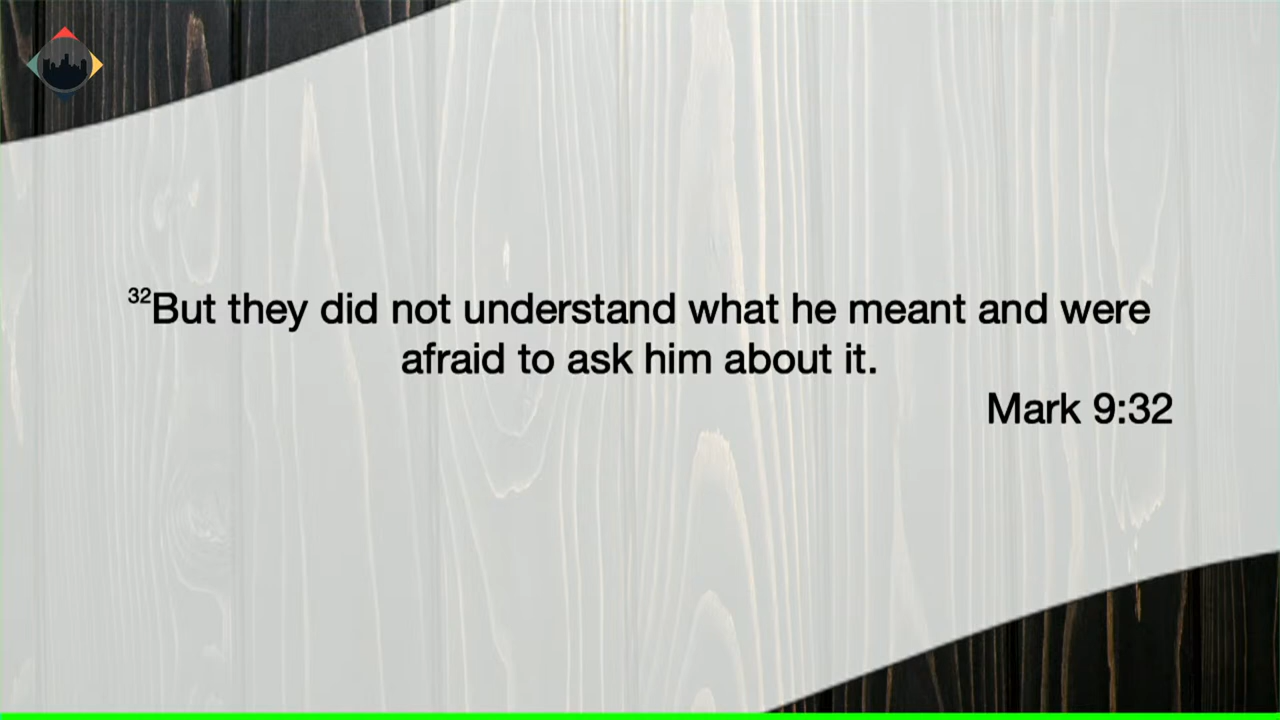 32But they did not understand what he meant and were
afraid to ask him about it.
Mark 9:32